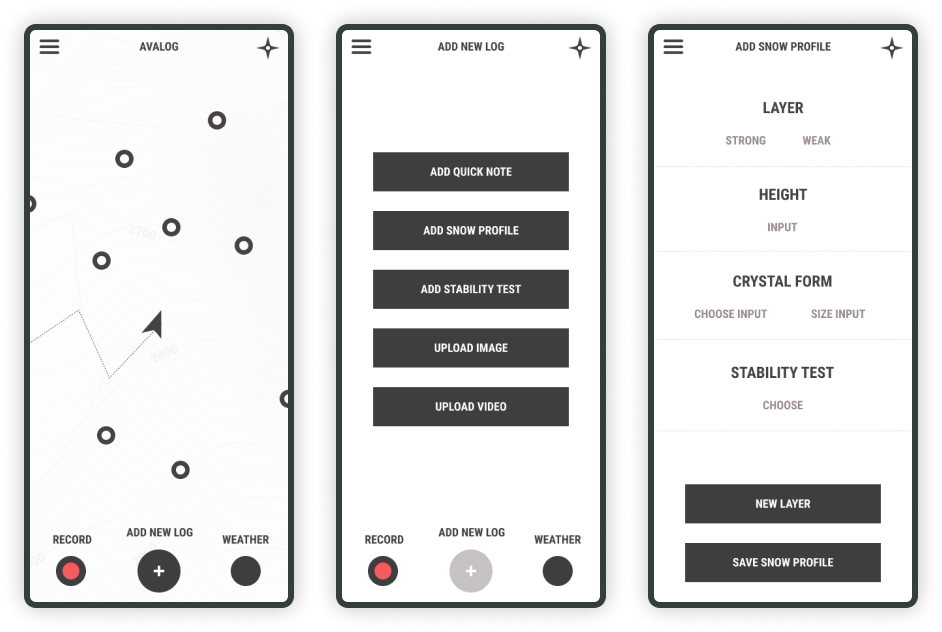 AVALOG
2700
2800
RECORD
ADD NEW LOG
WEATHER
ADD NEW LOG
ADD QUICK NOTE
ADD SNOW PROFILE
ADD STABILITY TEST
UPLOAD IMAGE
UPLOAD VIDEO
RECORD
ADD NEW LOG
WEATHER
ADD SNOW PROFILE
LAYER
STRONG WEAK
HEIGHT
INPUT
CRYSTAL FORM
CHOOSE INPUT SIZE INPUT
STABILITY TEST
CHOOSE
NEW LAYER
SAVE SNOW PROFILE